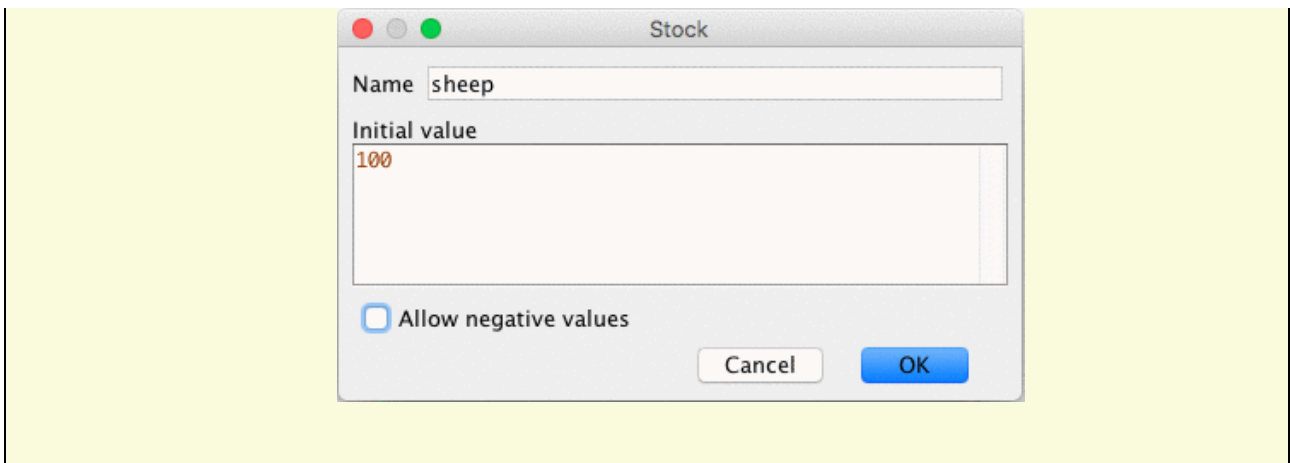 Stock
Name sheep
Initial value
100
Allow negative values
Cancel OK